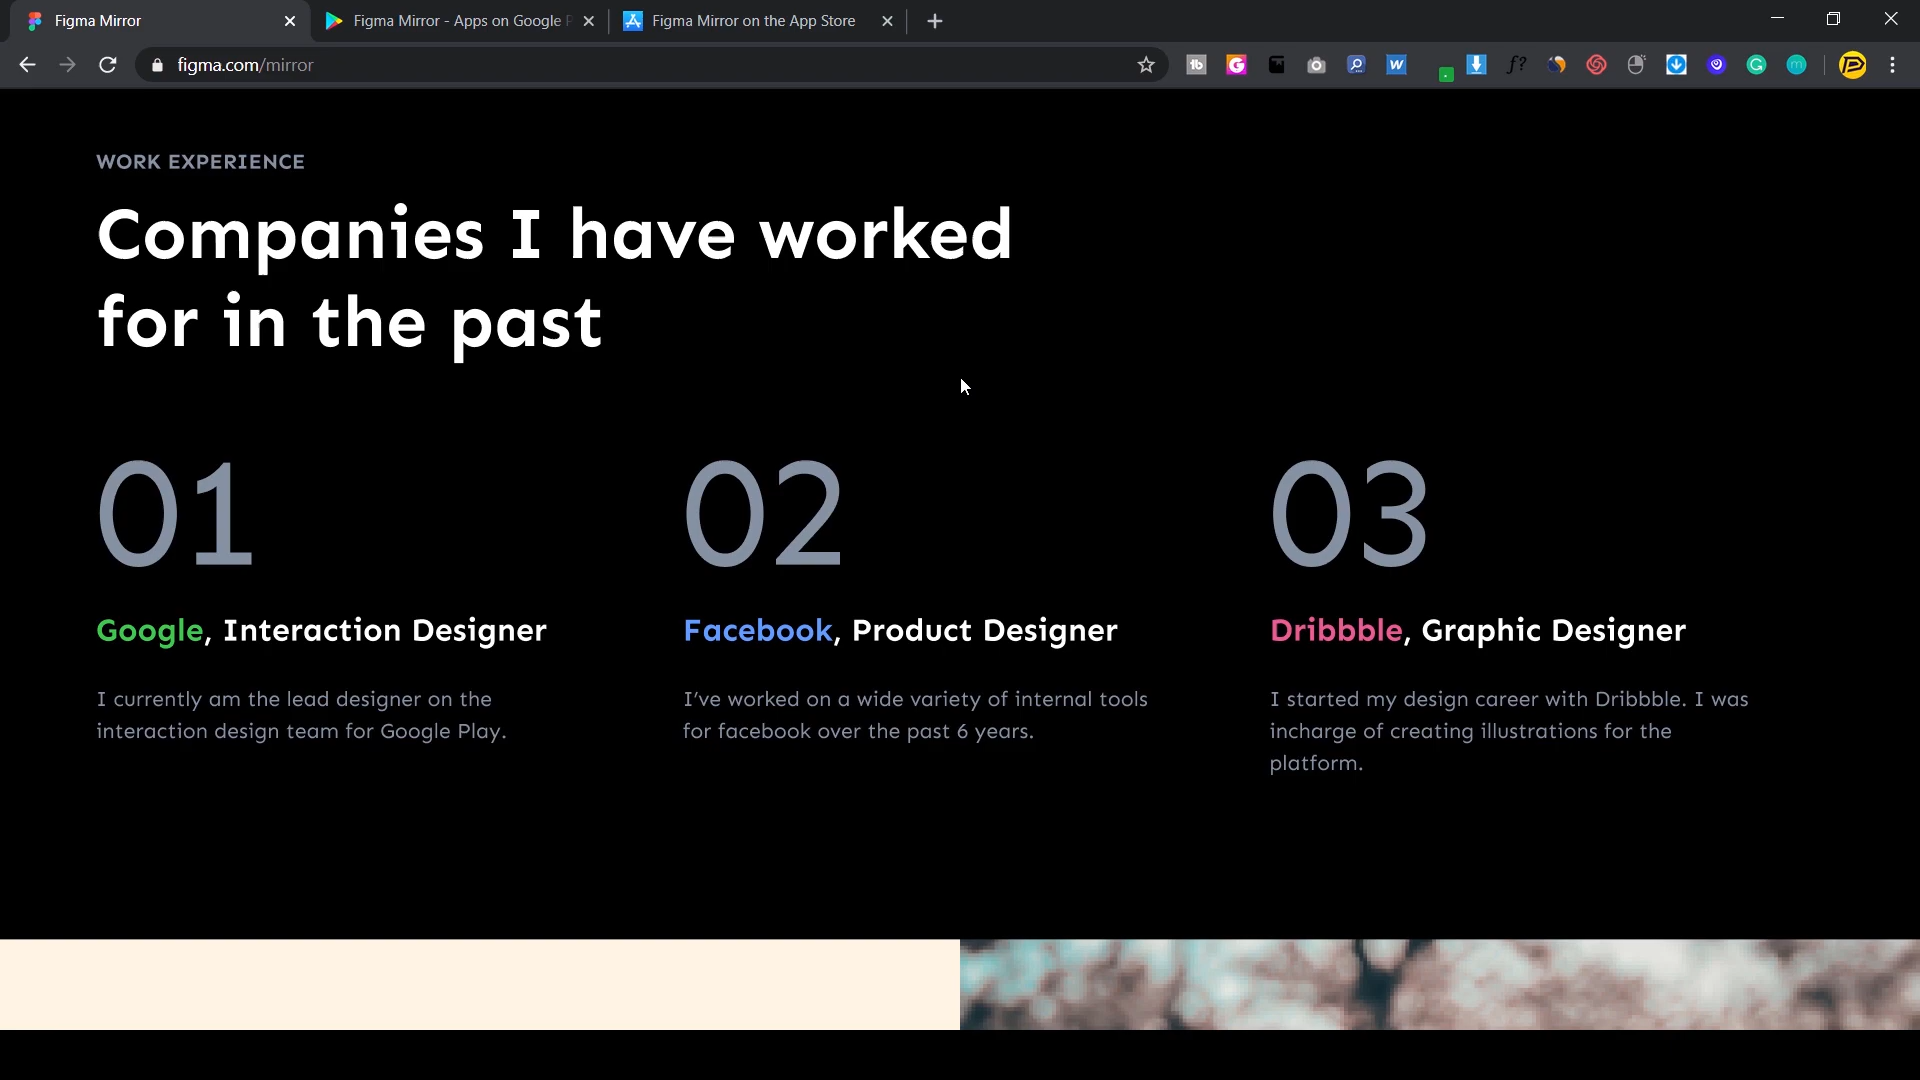 Figma Mirror
Figma Mirror - Apps on Google
Figma Mirror on the App Store
figma.com/mirror
WORK EXPERIENCE
Companies I have worked
for in the past
01
02
03
Google, Interaction Designer
Facebook, Product Designer
Dribbble, Graphic Designer
I currently am the lead designer on the
interaction design team for Google Play.
I’ve worked on a wide variety of internal tools
for facebook over the past 6 years.
I started my design career with Dribbble. I was
incharge of creating illustrations for the
platform.